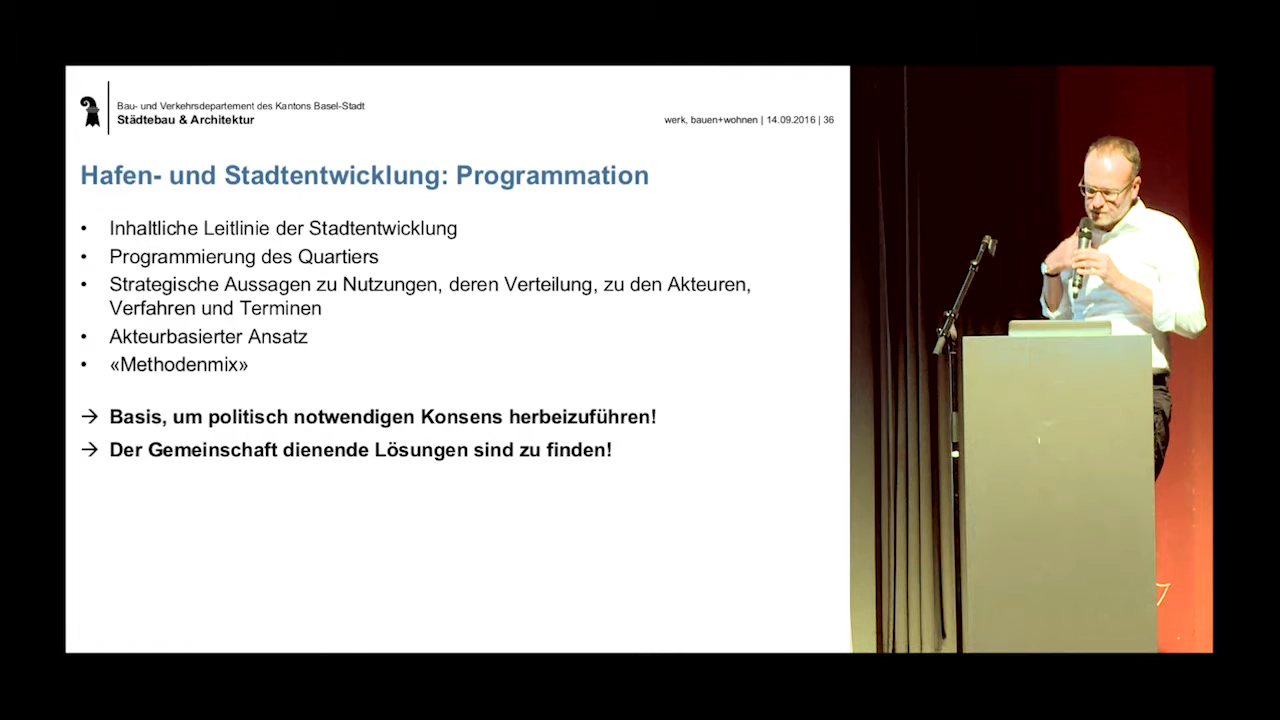 Bau- und Verkehrsdepartement des Kantons Basel-Stadt
Städtebau & Architektur
werk, bauen+wohnen | 14.09.2016 | 36
Hafen- und Stadtentwicklung: Programmation
• Inhaltliche Leitlinie der Stadtentwicklung
• Programmierung des Quartiers
• Strategische Aussagen zu Nutzungen, deren Verteilung, zu den Akteuren,
Verfahren und Terminen
• Akteurbasierter Ansatz
• «Methodenmix»
→ Basis, um politisch notwendigen Konsens herbeizuführen!
→ Der Gemeinschaft dienende Lösungen sind zu finden!